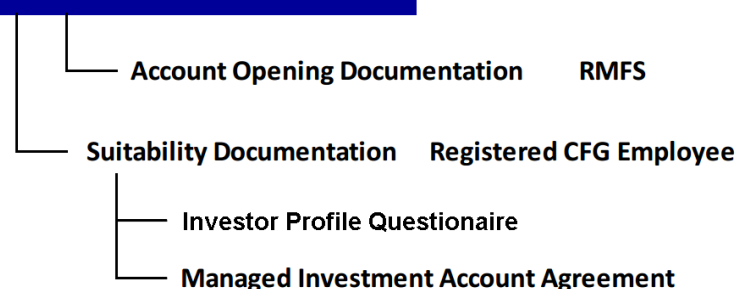 Account Opening Documentation RMFS
Suitability Documentation Registered CFG Employee
Investor Profile Questionaire
Managed Investment Account Agreement